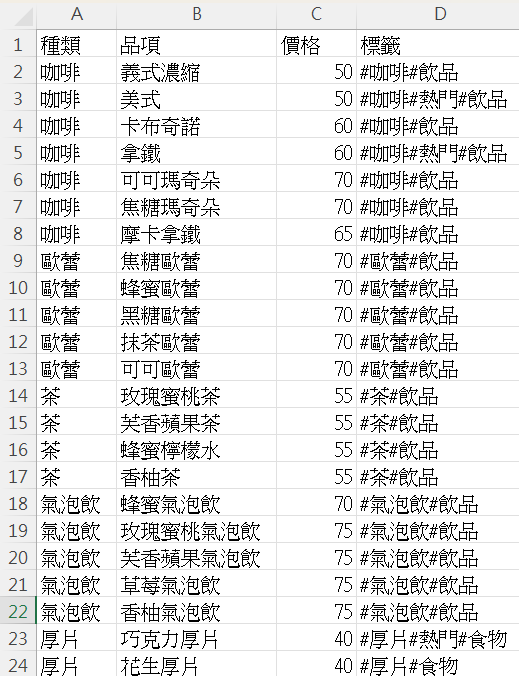 A B C D
1 種類 品項 價格 標籤
2 咖啡 義式濃縮 50 #咖啡#飲品
3 咖啡 美式 50 #咖啡#熱門#飲品
4 咖啡 卡布奇諾 60 #咖啡#飲品
5 咖啡 拿鐵 60 #咖啡#熱門#飲品
6 咖啡 可可瑪奇朵 70 #咖啡#飲品
7 咖啡 焦糖瑪奇朵 70 #咖啡#飲品
8 咖啡 摩卡拿鐵 65 #咖啡#飲品
9 歐蕾 焦糖歐蕾 70 #歐蕾#飲品
10 歐蕾 蜂蜜歐蕾 70 #歐蕾#飲品
11 歐蕾 黑糖歐蕾 70 #歐蕾#飲品
12 歐蕾 抹茶歐蕾 70 #歐蕾#飲品
13 歐蕾 可可歐蕾 70 #歐蕾#飲品
14 茶 玫瑰蜜桃茶 55 #茶#飲品
15 茶 芙香蘋果茶 55 #茶#飲品
16 茶 蜂蜜檸檬水 55 #茶#飲品
17 茶 香柚茶 55 #茶#飲品
18 氣泡飲 蜂蜜氣泡飲 70 #氣泡飲#飲品
19 氣泡飲 玫瑰蜜桃氣泡飲 75 #氣泡飲#飲品
20 氣泡飲 芙香蘋果氣泡飲 75 #氣泡飲#飲品
21 氣泡飲 草莓氣泡飲 75 #氣泡飲#飲品
22 氣泡飲 香柚氣泡飲 75 #氣泡飲#飲品
23 厚片 巧克力厚片 40 #厚片#熱門#食物
24 厚片 花生厚片 40 #厚片#食物